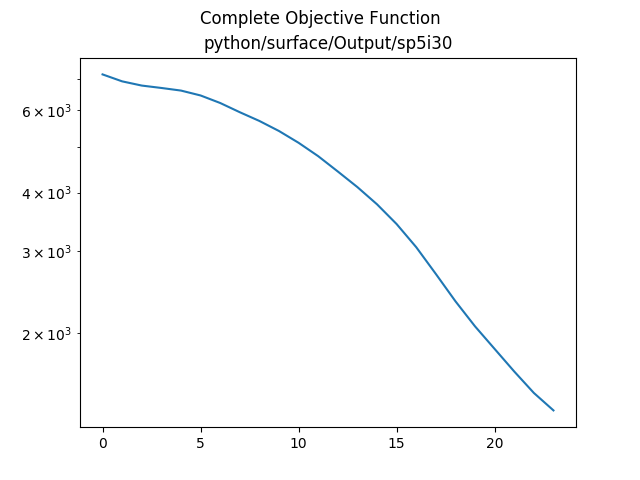 Complete Objective Function
python/surface/Output/sp5i30
6 × 10³
4 × 10³
3 × 10³
2 × 10³
0 5 10 15 20